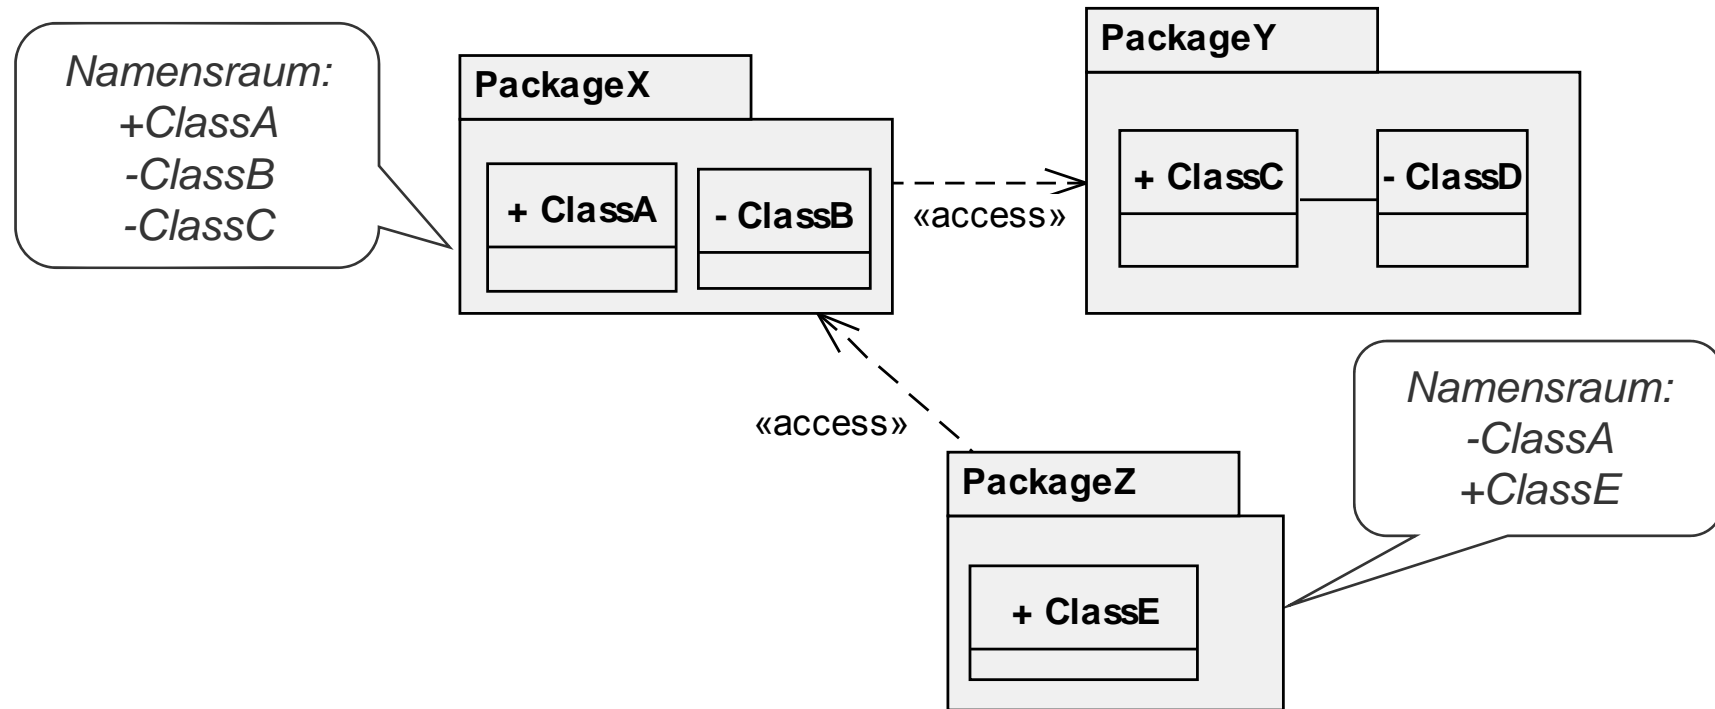 Namensraum:
+ClassA
-ClassB
-ClassC
PackageX
+ ClassA
- ClassB
«access»
PackageY
+ ClassC
- ClassD
«access»
PackageZ
+ ClassE
Namensraum:
-ClassA
+ClassE